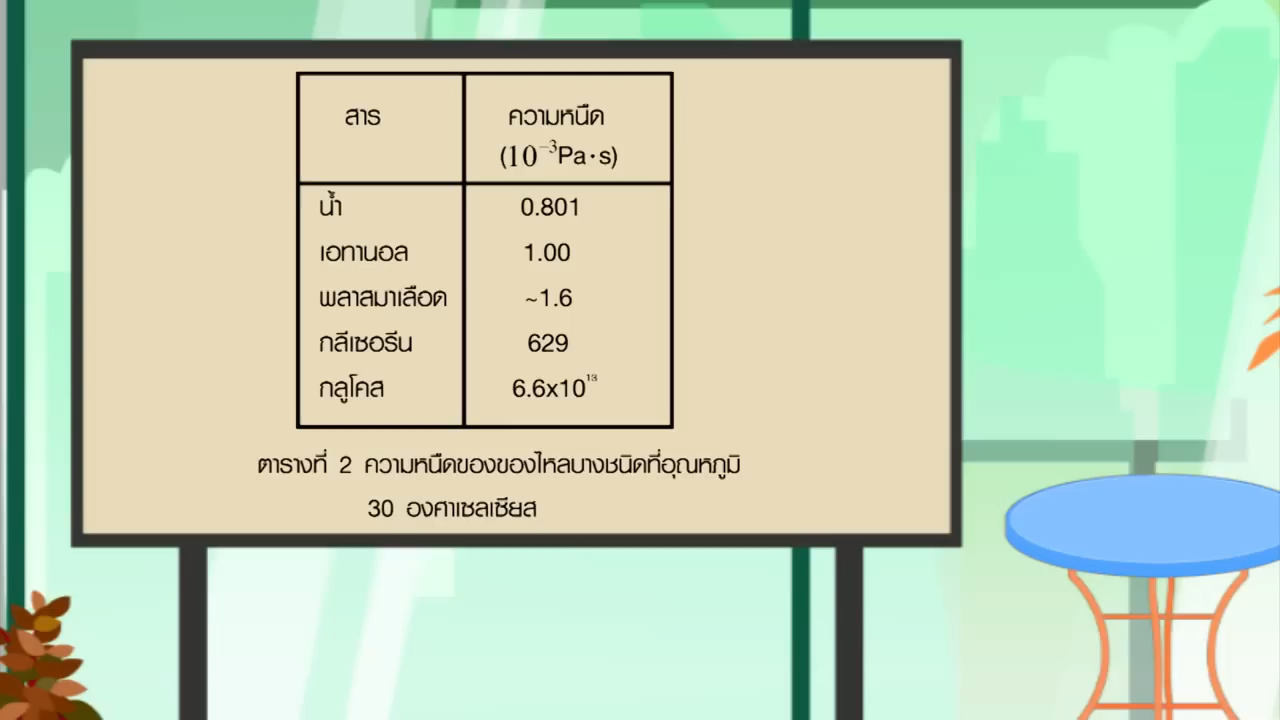 สาร ความหนืด
(10⁻³Pa·s)
น้ำ 0.801
เอทานอล 1.00
พลาสมาเลือด ~1.6
กลีเซอรีน 629
กลูโคส 6.6x10¹³
ตารางที่ 2 ความหนืดของของไหลบางชนิดที่อุณหภูมิ
30 องศาเซลเซียส